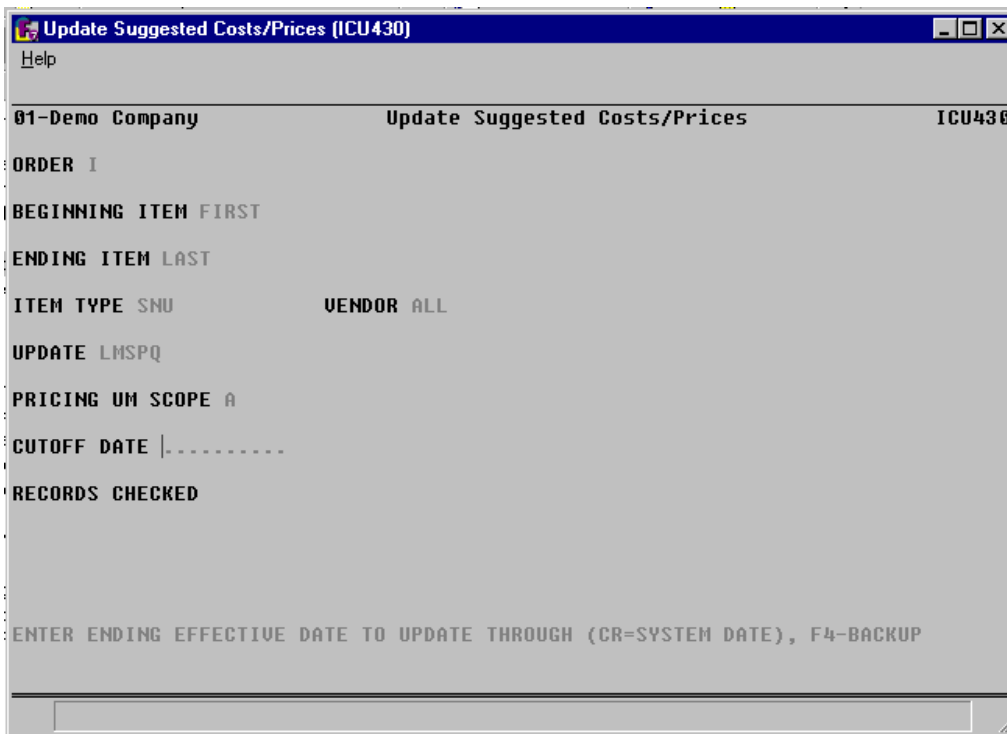 Update Suggested Costs/Prices (ICU430)
Help
01-Demo Company Update Suggested Costs/Prices ICU430
ORDER I
BEGINNING ITEM FIRST
ENDING ITEM LAST
ITEM TYPE SNU VENDOR ALL
UPDATE LMSPQ
PRICING UM SCOPE A
CUTOFF DATE ..........
RECORDS CHECKED
ENTER ENDING EFFECTIVE DATE TO UPDATE THROUGH (CR=SYSTEM DATE), F4-BACKUP